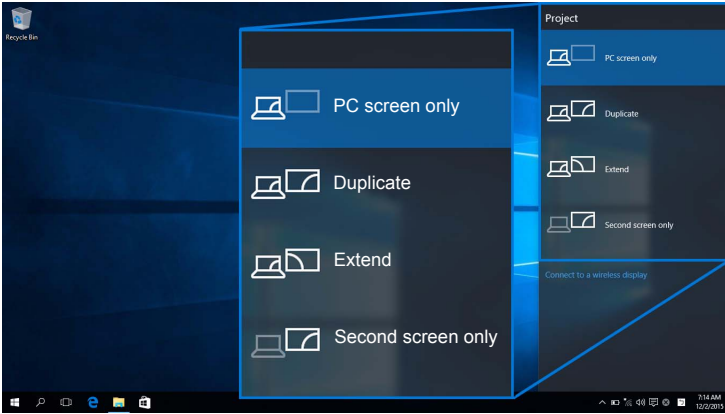 Recycle Bin
PC screen only
Duplicate
Extend
Second screen only
Project
PC screen only
Duplicate
Extend
Second screen only
Connect to a wireless display
7:14 AM
12/2/2015